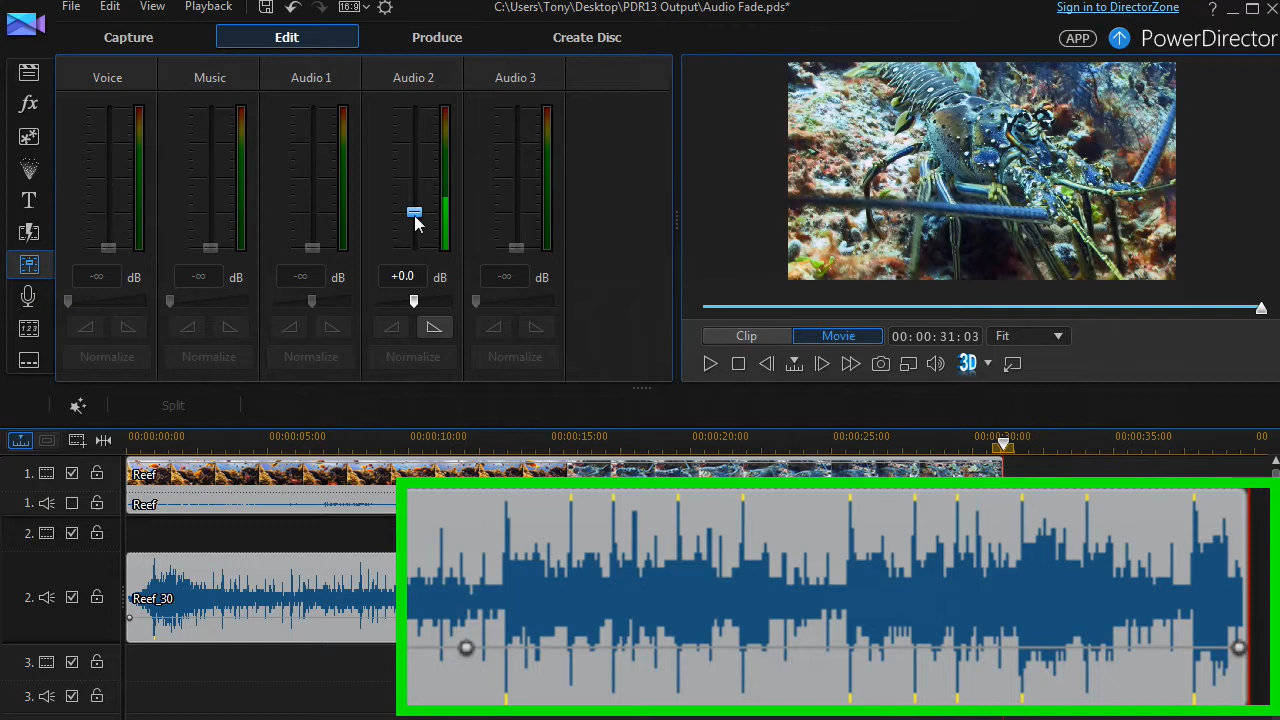 File Edit View Playback 16:9 C:\Users\Tony\Desktop\PDR13 Output\Audio Fade.pds* Sign in to DirectorZone ?
Capture Edit Produce Create Disc APP PowerDirector
Voice Music Audio 1 Audio 2 Audio 3
fx
T
-∞ dB -∞ dB -∞ dB +0.0 dB -∞ dB
Normalize Normalize Normalize Normalize Normalize
Clip Movie 00:00:31:03 Fit
3D
Split
00:00:00:00 00:00:05:00 00:00:10:00 00:00:15:00 00:00:20:00 00:00:25:00 00:00:30:00 00:00:35:00 00
1. Reef
1. Reef
2.
2. Reef_30
3.
3.